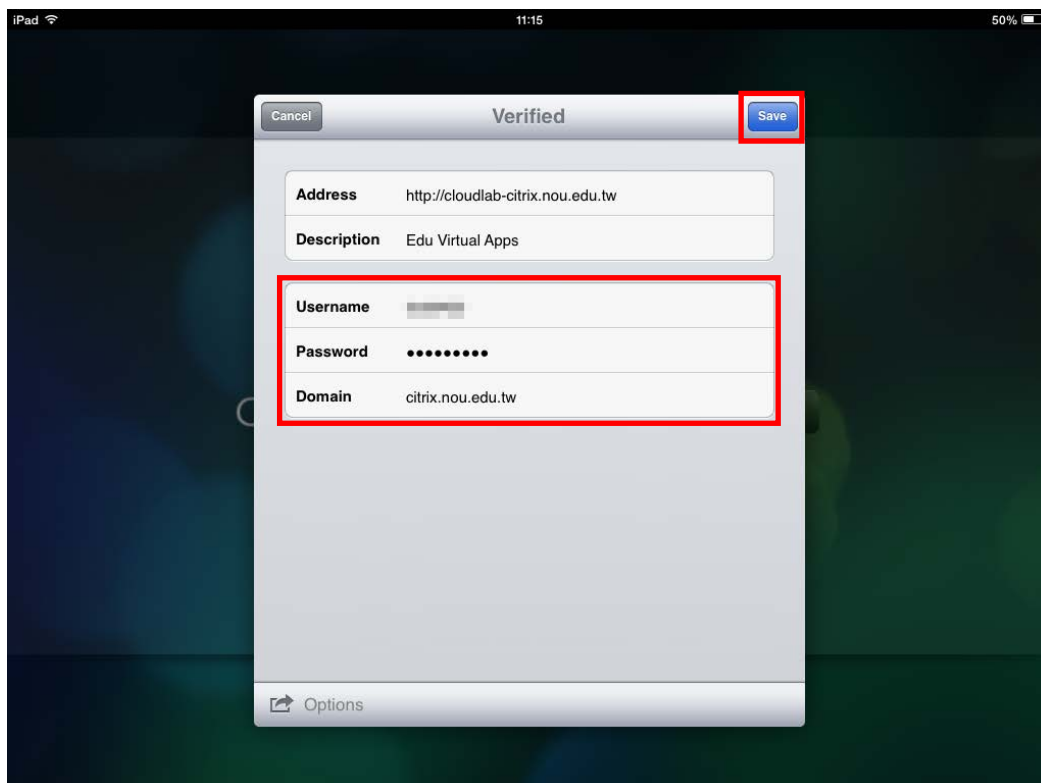 iPad 11:15 50%
Cancel Verified Save
Address http://cloudlab-citrix.nou.edu.tw
Description Edu Virtual Apps
Username
Password •••••••••
Domain citrix.nou.edu.tw
Options